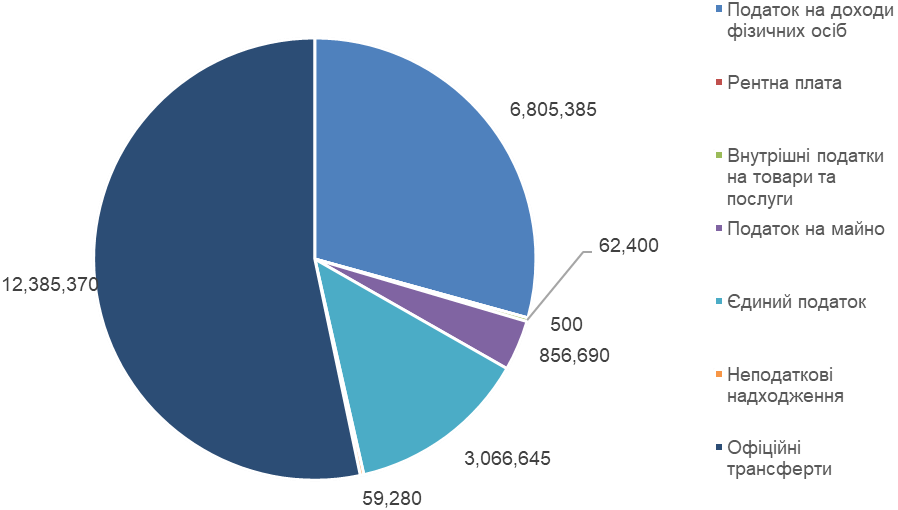 Податок на доходи
фізичних осіб
Рентна плата
Внутрішні податки
на товари та
послуги
Податок на майно
Єдиний податок
Неподаткові
надходження
Офіційні
трансферти
6,805,385
62,400
500
856,690
3,066,645
59,280
12,385,370